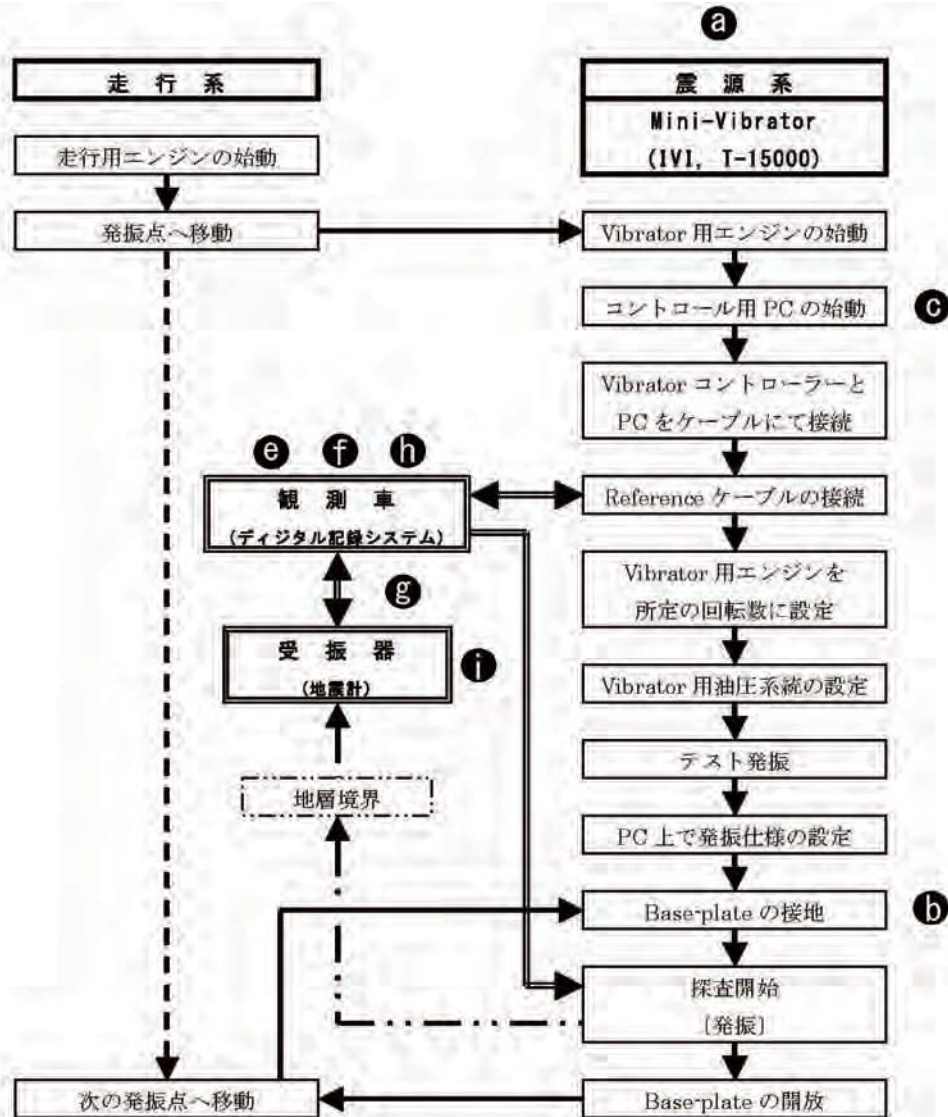 ⓐ
走 行 系
震 源 系
Mini-Vibrator
(IVI, T-15000)
走行用エンジンの始動
発振点へ移動
Vibrator 用エンジンの始動
コントロール用 PC の始動
ⓒ
Vibrator コントローラーと
PC をケーブルにて接続
ⓔ ⓕ ⓗ
観 測 車
(ディジタル記録システム)
Reference ケーブルの接続
ⓖ
Vibrator 用エンジンを
所定の回転数に設定
受 振 器
(地震計)
ⓘ
Vibrator 用油圧系統の設定
テスト発振
地層境界
PC 上で発振仕様の設定
Base-plate の接地
ⓑ
探査開始
[発振]
次の発振点へ移動
Base-plate の開放